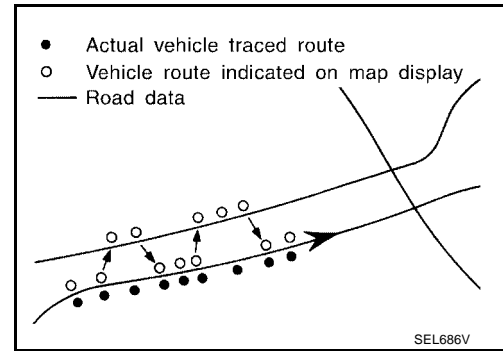 Actual vehicle traced route
Vehicle route indicated on map display
Road data
SEL686V